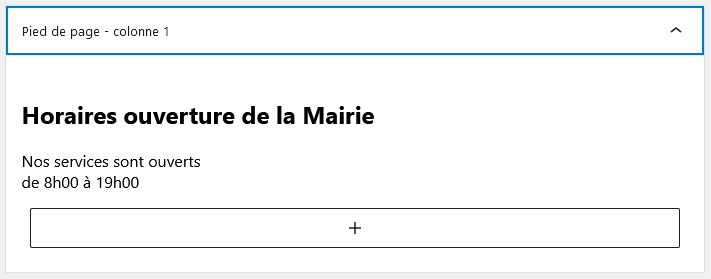 Pied de page - colonne 1
Horaires ouverture de la Mairie
Nos services sont ouverts
de 8h00 à 19h00